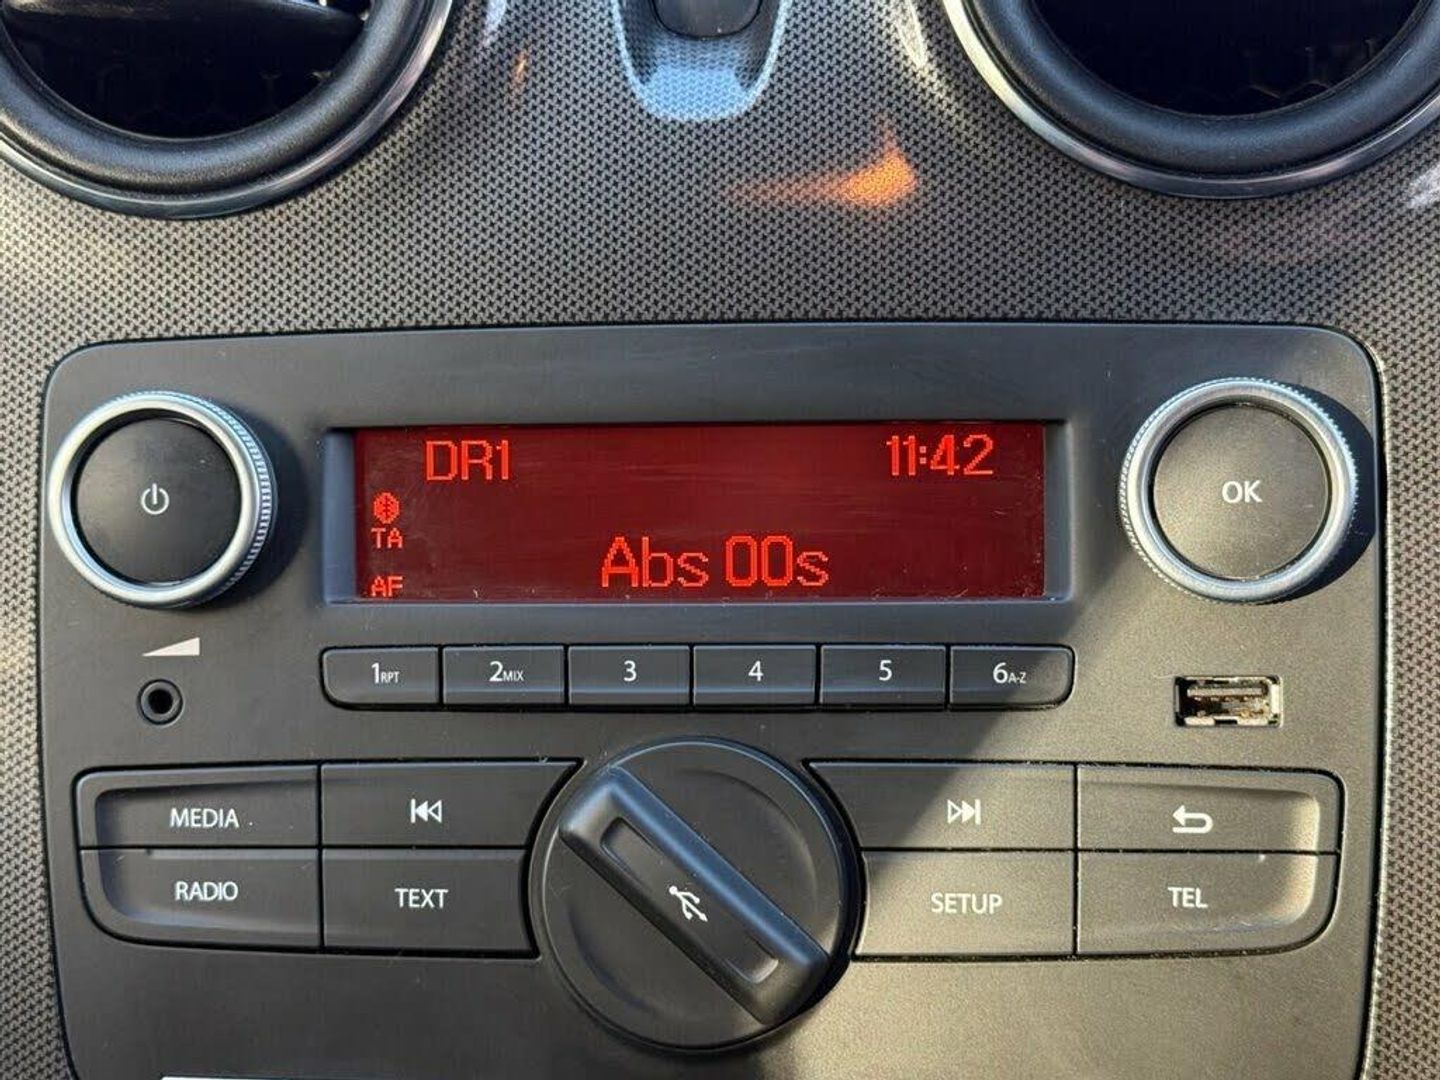 DR1 11:42
TA
Abs 00s
AF
OK
1RPT 2MIX 3 4 5 6A-Z
MEDIA
RADIO TEXT SETUP TEL